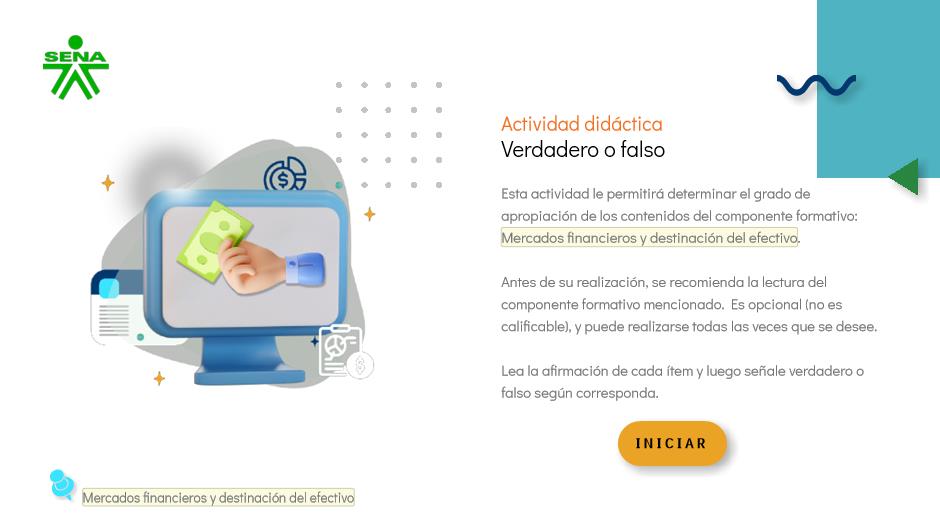 SENA
Actividad didáctica
Verdadero o falso
Esta actividad le permitirá determinar el grado de
apropiación de los contenidos del componente formativo:
Mercados financieros y destinación del efectivo.
Antes de su realización, se recomienda la lectura del
componente formativo mencionado. Es opcional (no es
calificable), y puede realizarse todas las veces que se desee.
Lea la afirmación de cada ítem y luego señale verdadero o
falso según corresponda.
INICIAR
Mercados financieros y destinación del efectivo